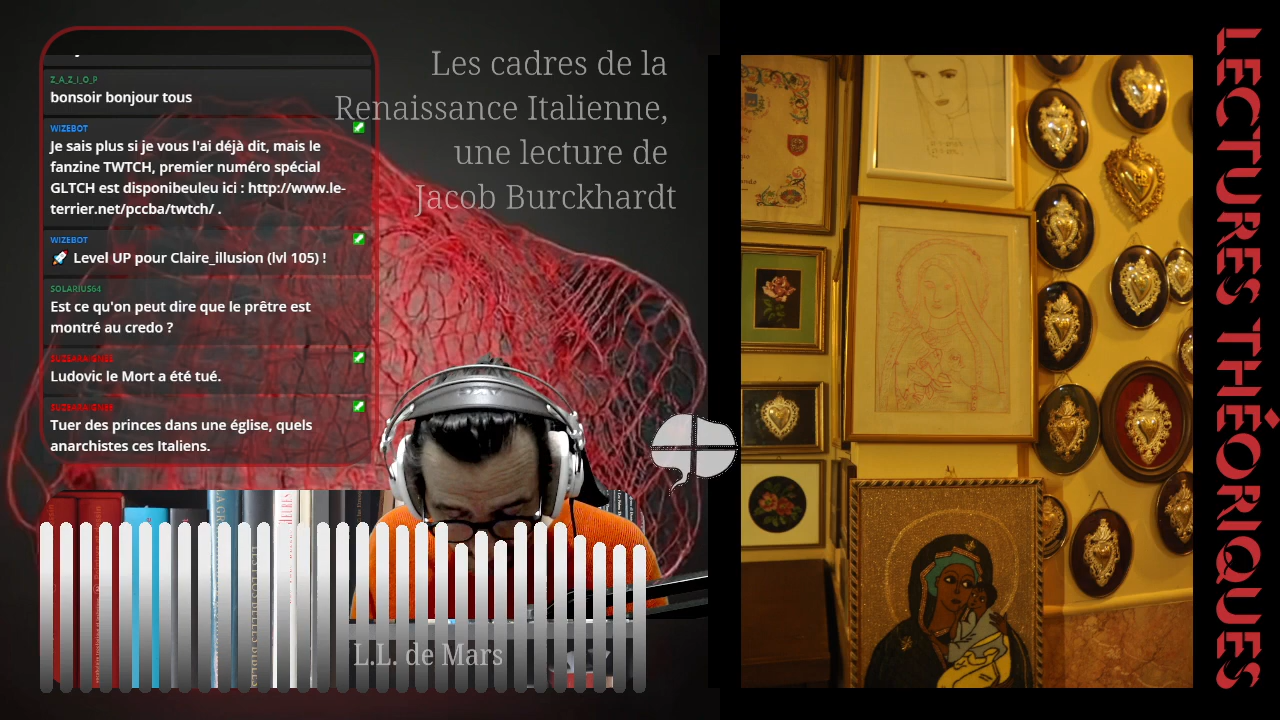 Z_A_Z_I_O_P
bonsoir bonjour tous
WIZEBOT
Je sais plus si je vous l'ai déjà dit, mais le
fanzine TWTCH, premier numéro spécial
GLTCH est disponibeuleu ici : http://www.le-
terrier.net/pccba/twtch/ .
WIZEBOT
🚀 Level UP pour Claire_illusion (lvl 105) !
SOLARIUS64
Est ce qu'on peut dire que le prêtre est
montré au credo ?
SUZEARAIGNEE
Ludovic le Mort a été tué.
SUZEARAIGNEE
Tuer des princes dans une église, quels
anarchistes ces Italiens.
Les cadres de la
Renaissance Italienne,
une lecture de
Jacob Burckhardt
L.L. de Mars
LECTURES THÉORIQUES